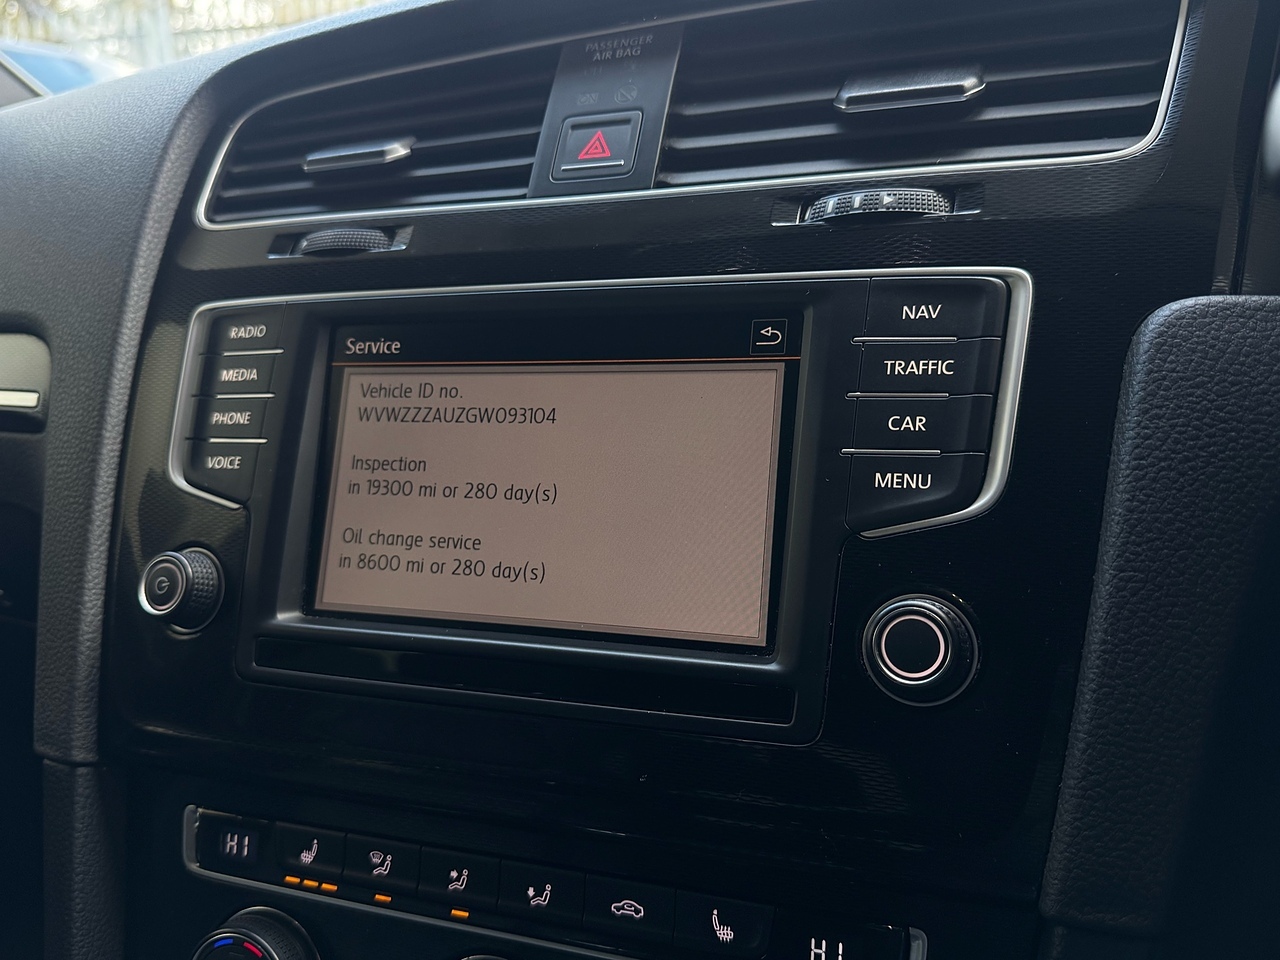 PASSENGER
AIR BAG
RADIO
MEDIA
PHONE
VOICE
Service
Vehicle ID no.
WVWZZZAUZGW093104
Inspection
in 19300 mi or 280 day(s)
Oil change service
in 8600 mi or 280 day(s)
NAV
TRAFFIC
CAR
MENU
HI
HI